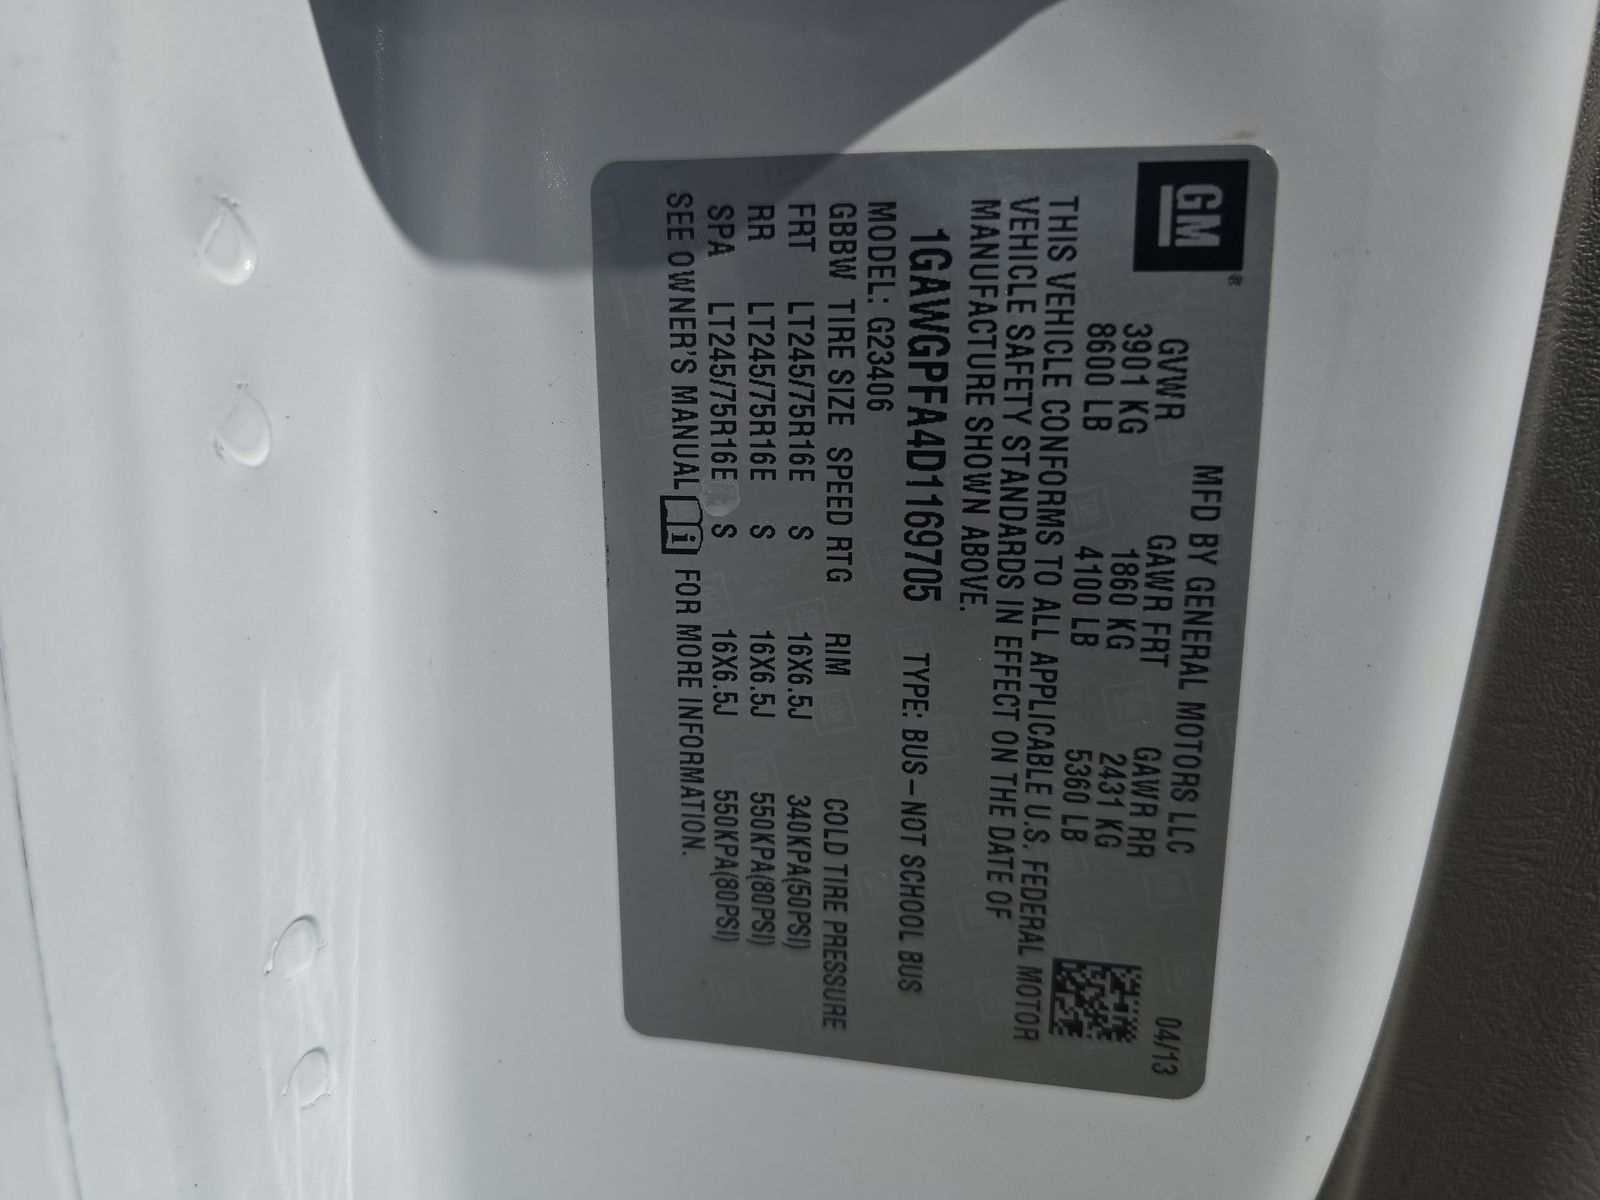 GM®
MFD BY GENERAL MOTORS LLC 04/13
GVWR GAWR FRT GAWR RR
3901 KG 1860 KG 2431 KG
8600 LB 4100 LB 5360 LB
THIS VEHICLE CONFORMS TO ALL APPLICABLE U.S. FEDERAL MOTOR
VEHICLE SAFETY STANDARDS IN EFFECT ON THE DATE OF
MANUFACTURE SHOWN ABOVE.
1GAWGPFA4D1169705 TYPE: BUS-NOT SCHOOL BUS
MODEL: G23406
GBBW TIRE SIZE SPEED RTG RIM COLD TIRE PRESSURE
FRT LT245/75R16E S 16X6.5J 340KPA(50PSI)
RR LT245/75R16E S 16X6.5J 550KPA(80PSI)
SPA LT245/75R16E S 16X6.5J 550KPA(80PSI)
SEE OWNER'S MANUAL i FOR MORE INFORMATION.